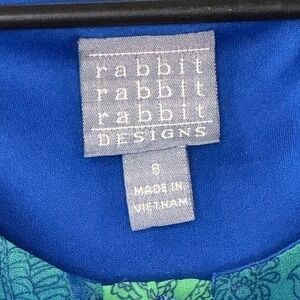 rabbit
rabbit
rabbit
DESIGNS
8
MADE IN
VIETNAM